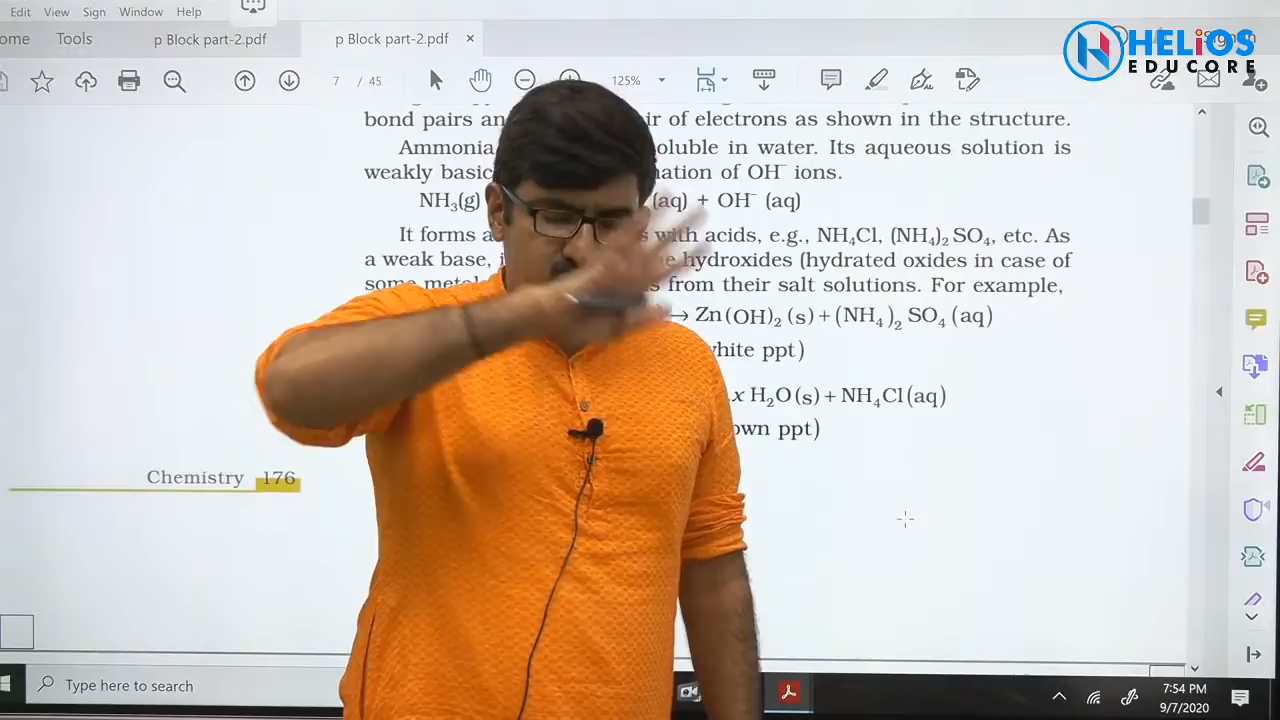 Edit View Sign Window Help
ome Tools p Block part-2.pdf p Block part-2.pdf ×
HELiOS
EDUCORE
7 / 45 125%
bond pairs an ir of electrons as shown in the structure.
Ammonia oluble in water. Its aqueous solution is
weakly basic nation of OH⁻ ions.
NH₃(g) (aq) + OH⁻ (aq)
It forms a s with acids, e.g., NH₄Cl, (NH₄)₂ SO₄, etc. As
a weak base, i e hydroxides (hydrated oxides in case of
some metal s from their salt solutions. For example,
→ Zn(OH)₂ (s) + (NH₄)₂ SO₄ (aq)
white ppt)
. x H₂O(s) + NH₄Cl(aq)
own ppt)
Chemistry 176
Type here to search
7:54 PM
9/7/2020